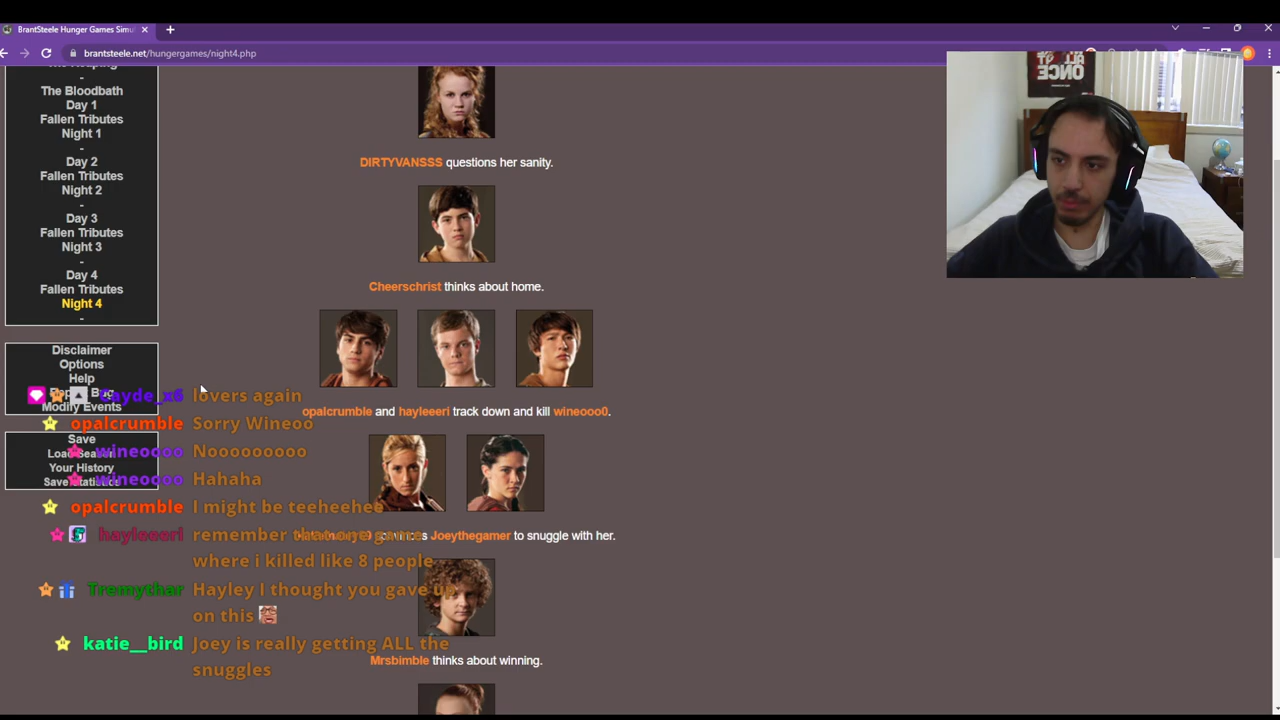 BrantSteele Hunger Games Simul
brantsteele.net/hungergames/night4.php
-
The Bloodbath
Day 1
Fallen Tributes
Night 1
-
Day 2
Fallen Tributes
Night 2
-
Day 3
Fallen Tributes
Night 3
-
Day 4
Fallen Tributes
Night 4
-
Disclaimer
Options
Help
Modify Events
Save
Your History
DIRTYVANSSS questions her sanity.
Cheerschrist thinks about home.
opalcrumble and hayleeeri track down and kill wineooo0.
Joeythegamer to snuggle with her.
Mrsbimble thinks about winning.
Cayde_x6 lovers again
opalcrumble Sorry Wineoo
wineoooo Nooooooooo
wineoooo Hahaha
opalcrumble I might be teeheehee
hayleeeri remember that one game
where i killed like 8 people
Tremythar Hayley I thought you gave up
on this
katie__bird Joey is really getting ALL the
snuggles
ALL AT
ONCE